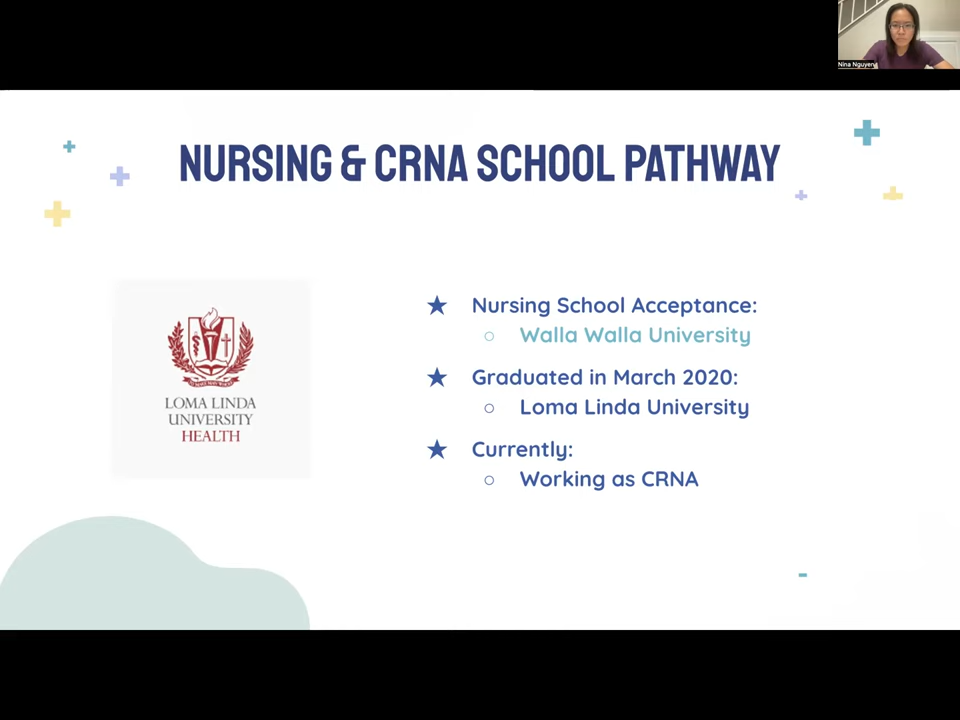 Nina Nguyen
NURSING & CRNA SCHOOL PATHWAY
LOMA LINDA
UNIVERSITY
HEALTH
★ Nursing School Acceptance:
○ Walla Walla University
★ Graduated in March 2020:
○ Loma Linda University
★ Currently:
○ Working as CRNA